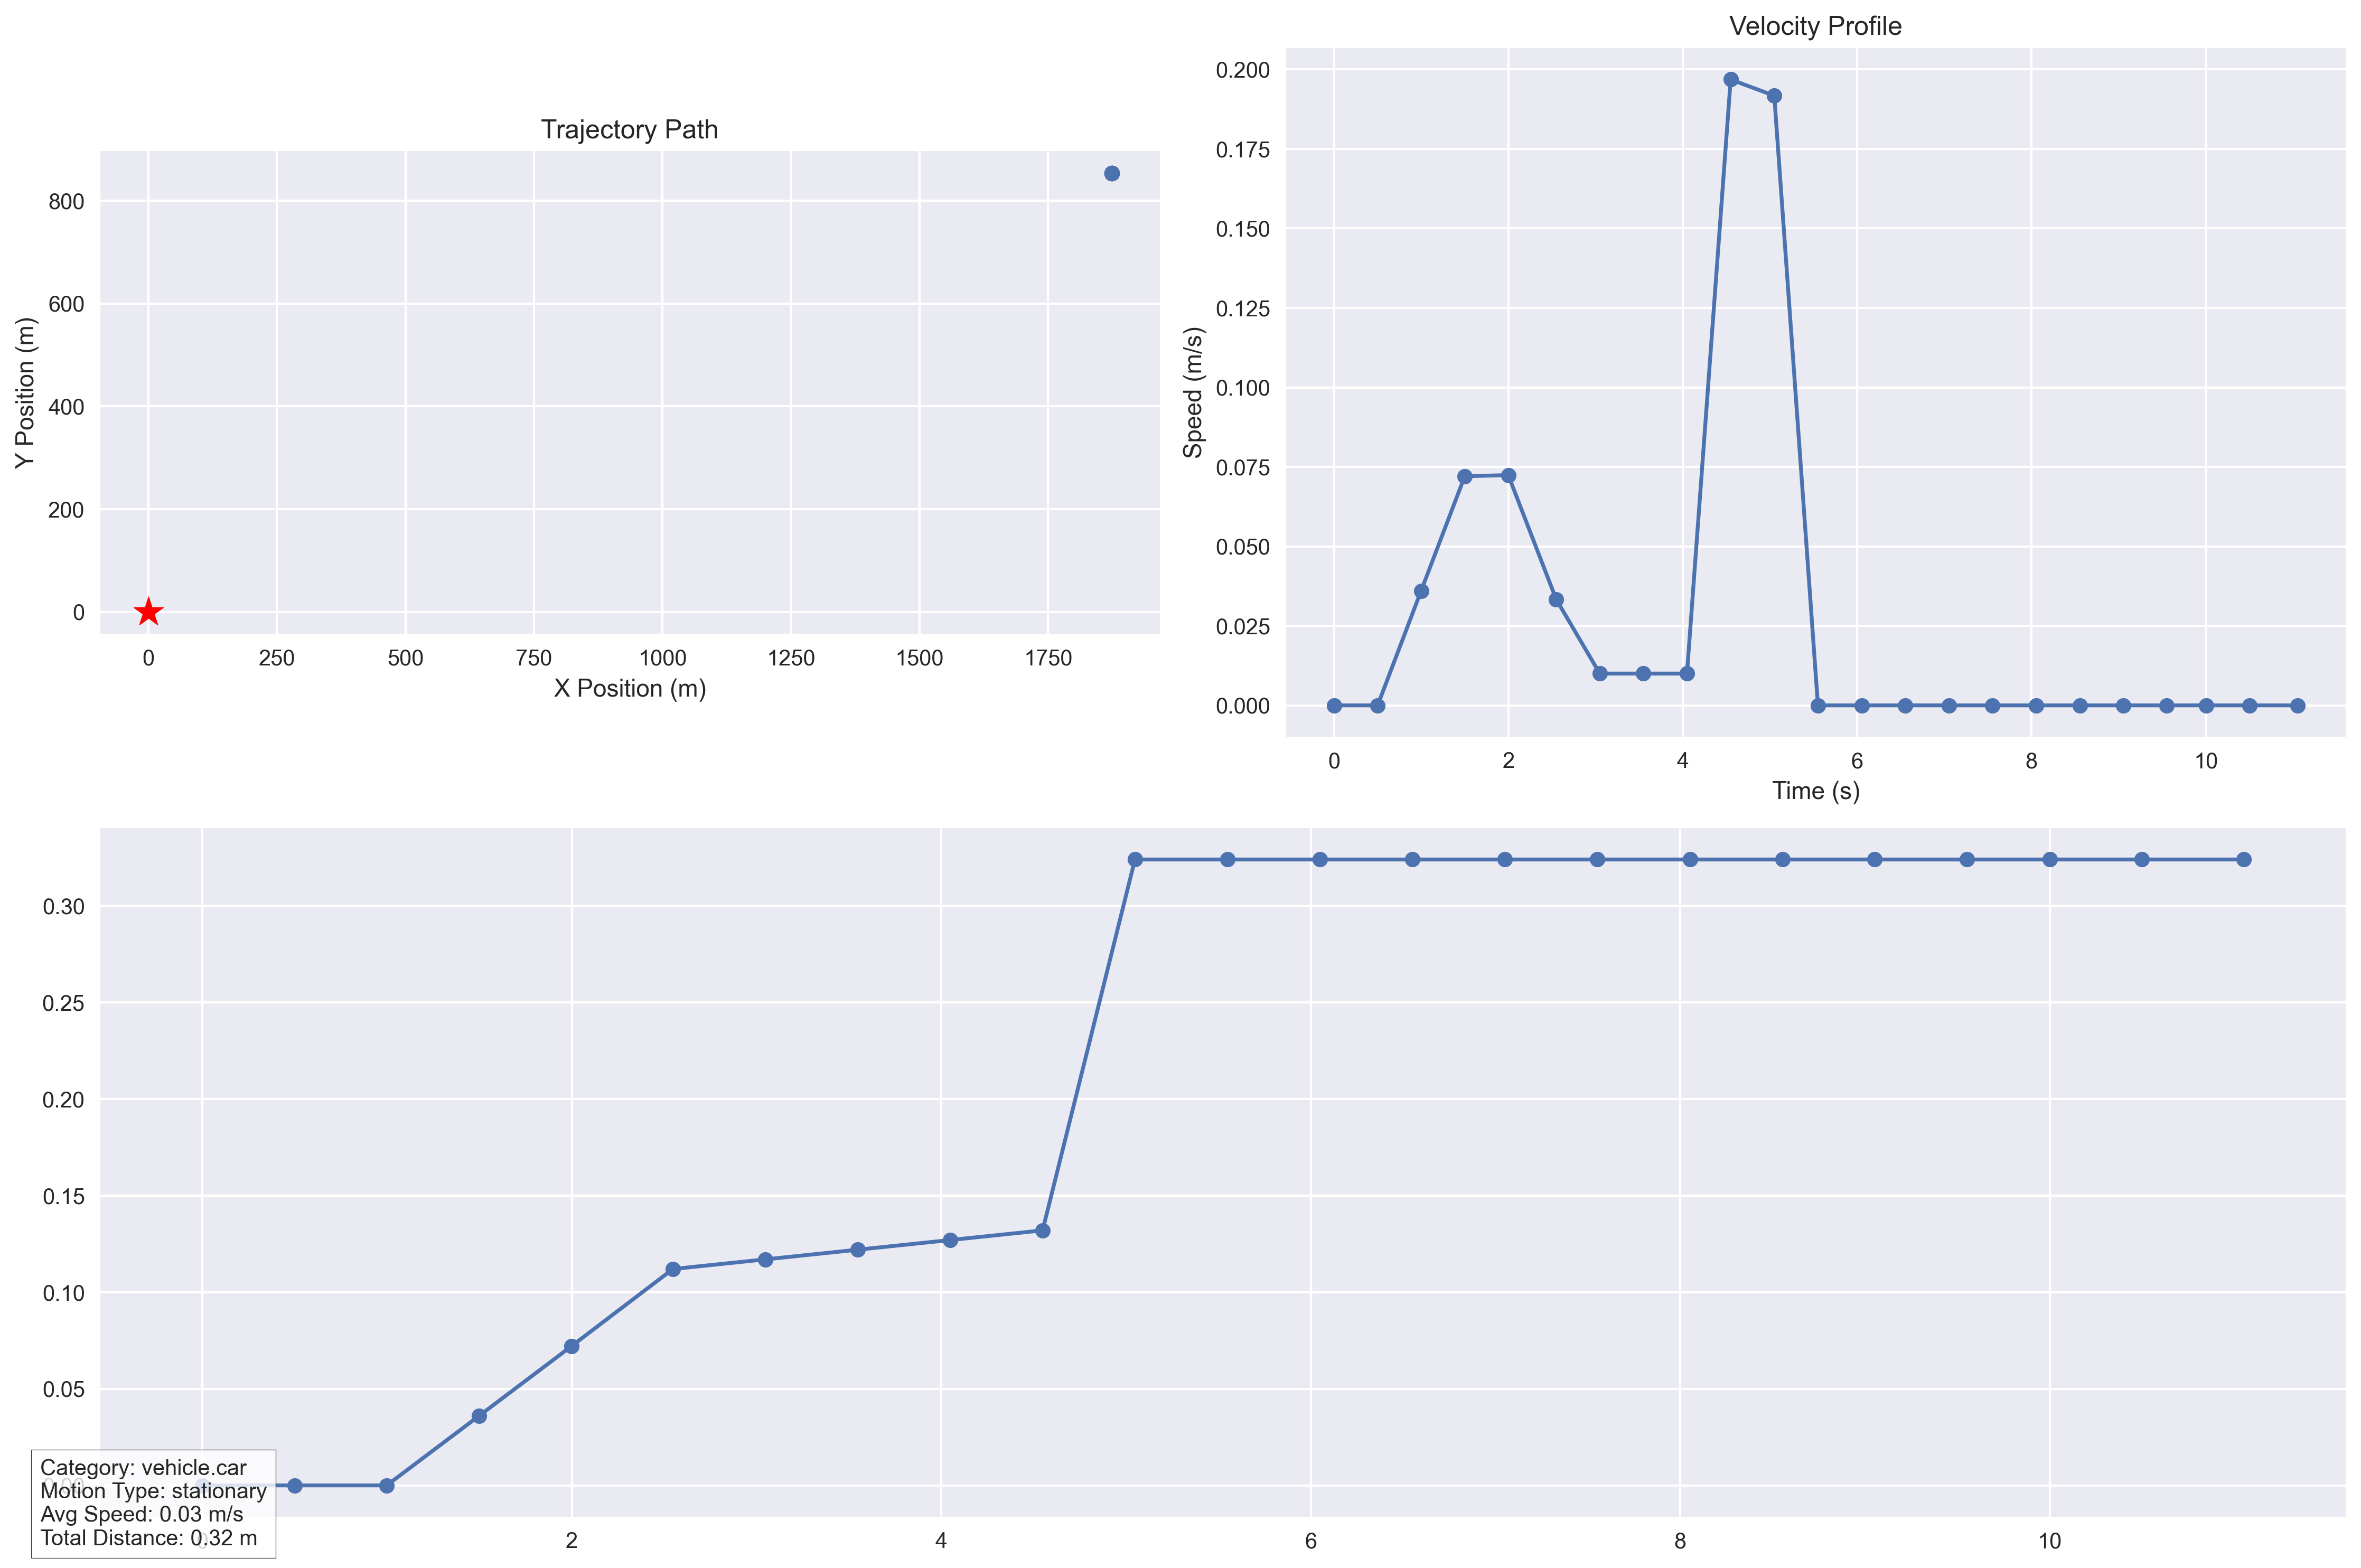 Trajectory Path
800
600
400
200
0
Y Position (m)
0 250 500 750 1000 1250 1500 1750
X Position (m)
Velocity Profile
0.200
0.175
0.150
0.125
0.100
0.075
0.050
0.025
0.000
Speed (m/s)
0 2 4 6 8 10
Time (s)
0.30
0.25
0.20
0.15
0.10
0.05
0.00
0 2 4 6 8 10
Category: vehicle.car
Motion Type: stationary
Avg Speed: 0.03 m/s
Total Distance: 0.32 m